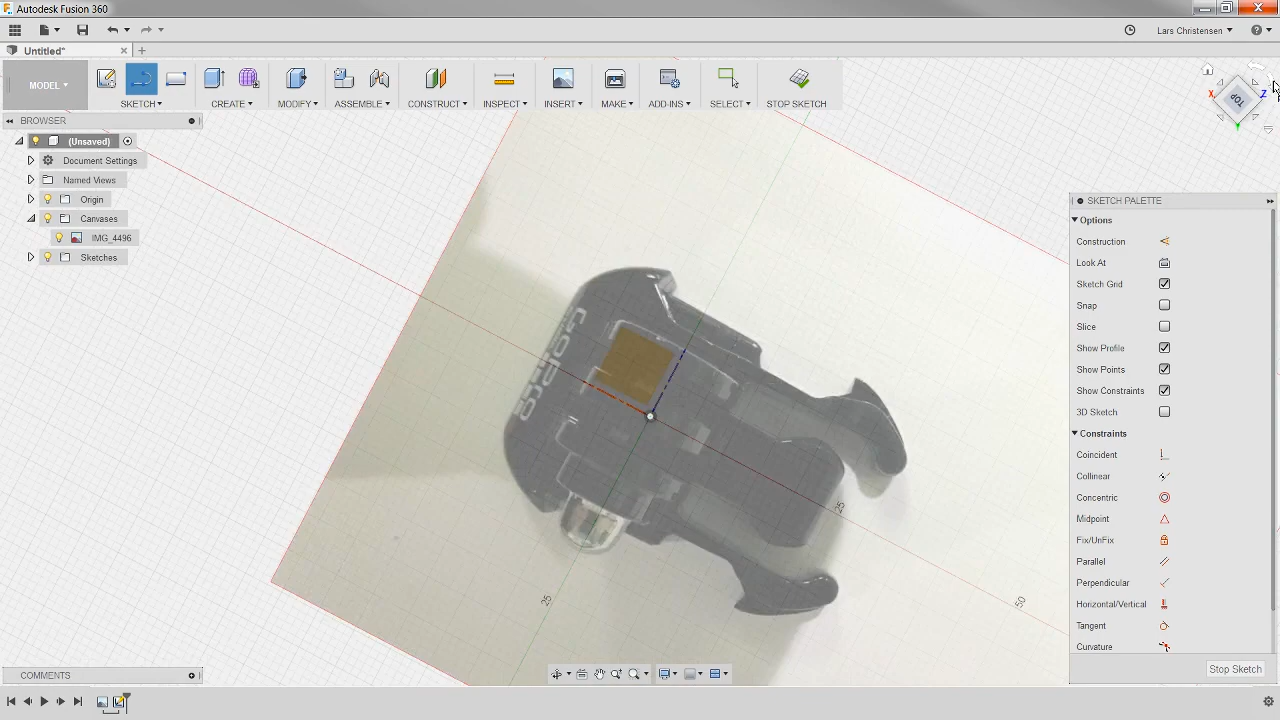 Autodesk Fusion 360
Lars Christensen
Untitled*
MODEL
SKETCH
CREATE
MODIFY
ASSEMBLE
CONSTRUCT
INSPECT
INSERT
MAKE
ADD-INS
SELECT
STOP SKETCH
X
TOP
Z
BROWSER
(Unsaved)
Document Settings
Named Views
Origin
Canvases
IMG_4496
Sketches
GoPro
25
25
50
SKETCH PALETTE
Options
Construction
Look At
Sketch Grid
Snap
Slice
Show Profile
Show Points
Show Constraints
3D Sketch
Constraints
Coincident
Collinear
Concentric
Midpoint
Fix/UnFix
Parallel
Perpendicular
Horizontal/Vertical
Tangent
Curvature
Stop Sketch
COMMENTS